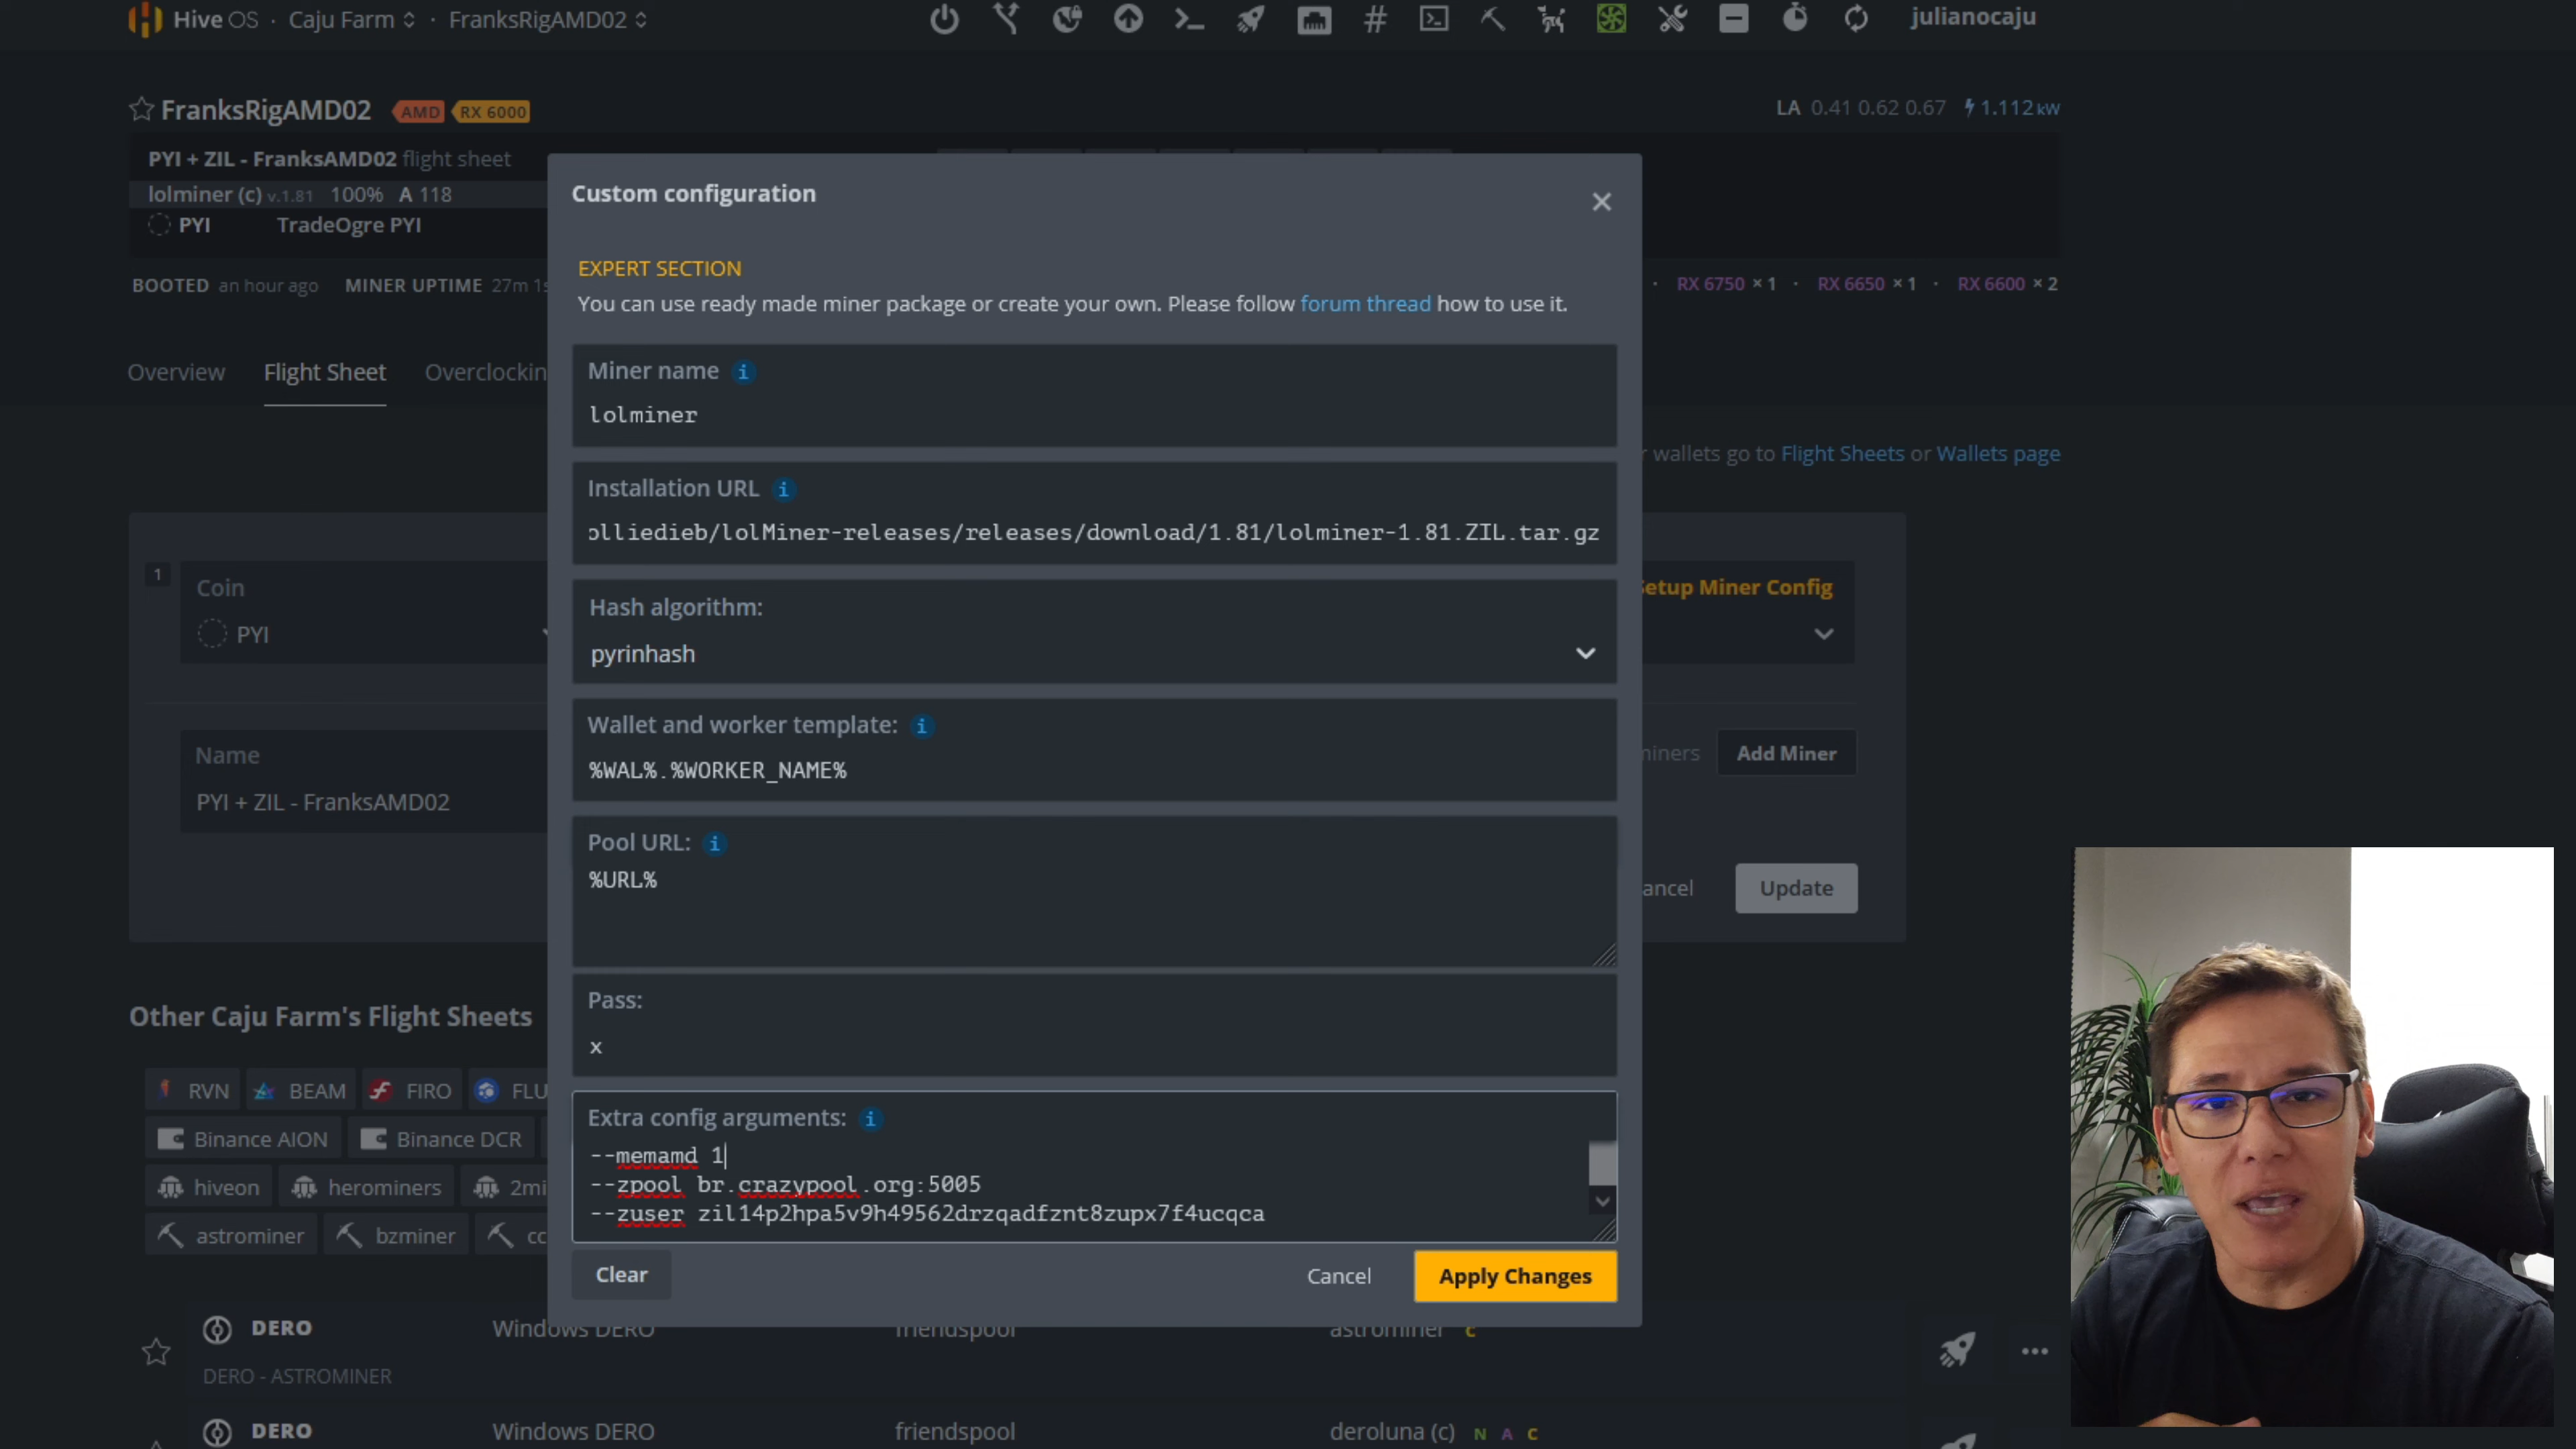 Hive OS · Caju Farm · FranksRigAMD02
julianocaju
FranksRigAMD02 AMD RX 6000
LA 0.41 0.62 0.67 1.112 kW
PYI + ZIL - FranksAMD02 flight sheet
lolminer (c) v.1.81 100% A 118
PYI TradeOgre PYI
BOOTED an hour ago MINER UPTIME 27m 1s
· RX 6750 × 1 · RX 6650 × 1 · RX 6600 × 2
Overview Flight Sheet Overclockin
wallets go to Flight Sheets or Wallets page
1
Coin
PYI
Setup Miner Config
Name
PYI + ZIL - FranksAMD02
miners Add Miner
ancel Update
Custom configuration
EXPERT SECTION
You can use ready made miner package or create your own. Please follow forum thread how to use it.
Miner name i
lolminer
Installation URL i
olliedieb/lolMiner-releases/releases/download/1.81/lolminer-1.81.ZIL.tar.gz
Hash algorithm:
pyrinhash
Wallet and worker template: i
%WAL%.%WORKER_NAME%
Pool URL: i
%URL%
Pass:
x
Extra config arguments: i
--memamd 1
--zpool br.crazypool.org:5005
--zuser zil14p2hpa5v9h49562drzqadfznt8zupx7f4ucqca
Clear Cancel Apply Changes
Other Caju Farm's Flight Sheets
RVN BEAM FIRO FLU
Binance AION Binance DCR
hiveon herominers 2mi
astrominer bzminer cc
DERO Windows DERO friendspool astrominer C
DERO - ASTROMINER
DERO Windows DERO friendspool deroluna (c) N A C